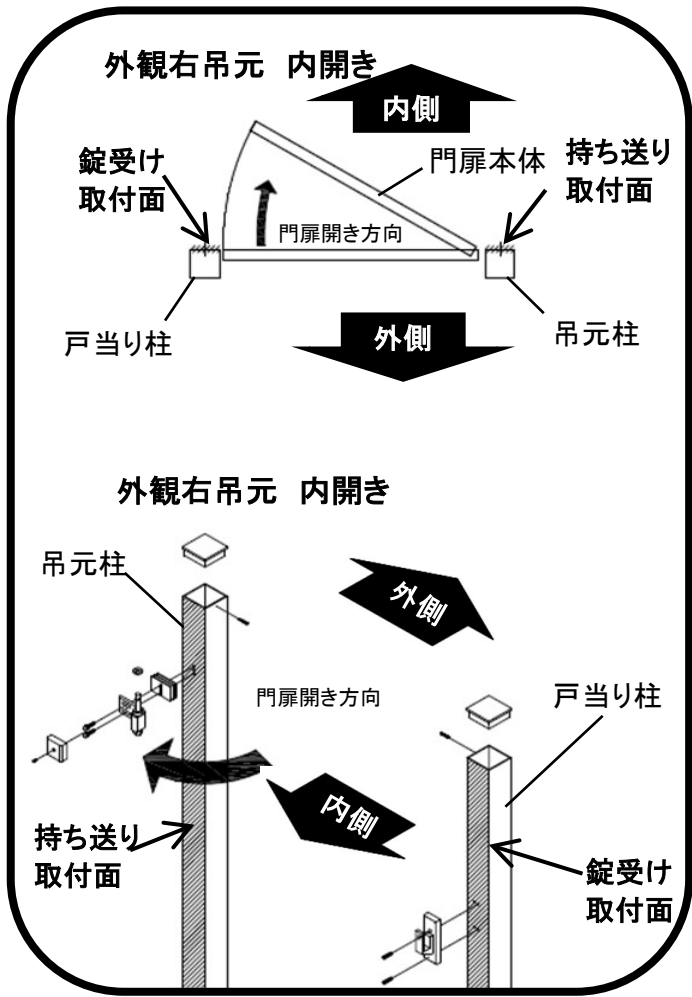 外観右吊元 内開き
内側
錠受け
取付面
門扉本体
持ち送り
取付面
門扉開き方向
戸当り柱
外側
吊元柱
外観右吊元 内開き
吊元柱
外側
門扉開き方向
戸当り柱
内側
持ち送り
取付面
錠受け
取付面